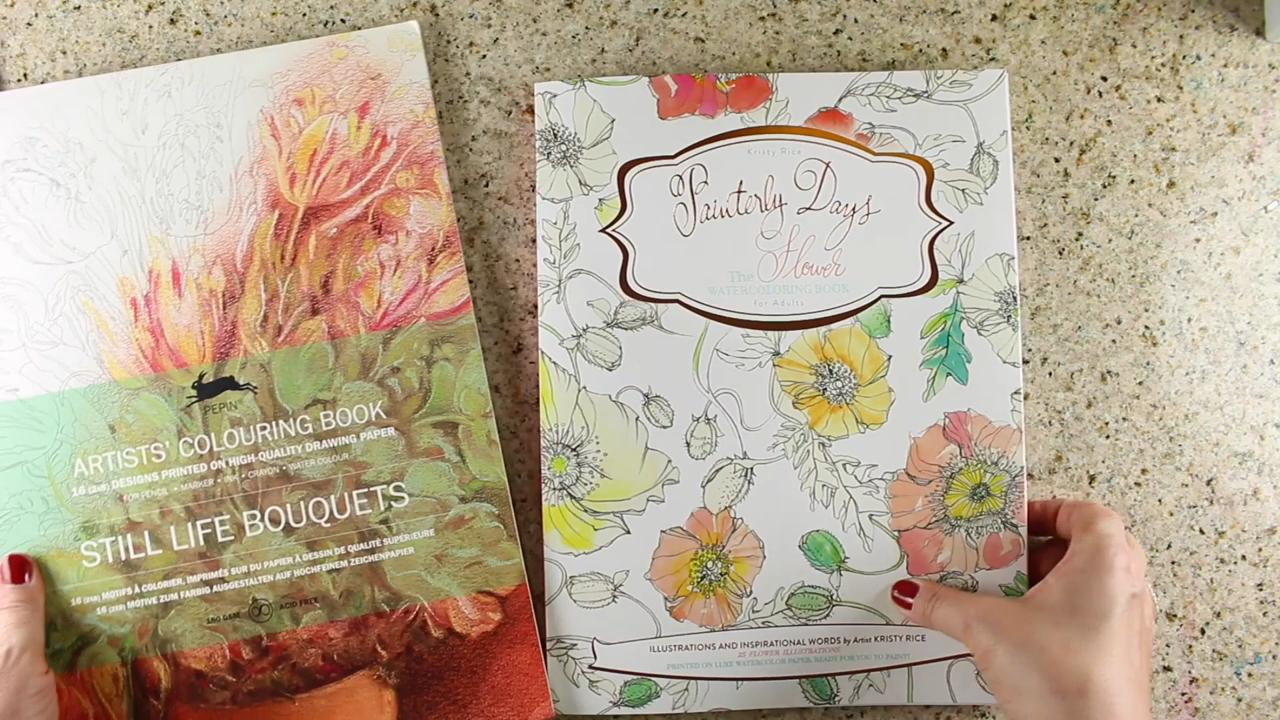 PEPIN
ARTISTS' COLOURING BOOK
16 (2x8) DESIGNS PRINTED ON HIGH-QUALITY DRAWING PAPER
FOR PENCIL • MARKER • INK • CRAYON • WATER COLOUR
STILL LIFE BOUQUETS
16 (2x8) MOTIFS À COLORIER, IMPRIMÉS SUR DU PAPIER À DESSIN DE QUALITÉ SUPÉRIEURE
16 (2x8) MOTIVE ZUM FARBIG AUSGESTALTEN AUF HOCHFEINEM ZEICHENPAPIER
180 GSM ACID FREE
Kristy Rice
Painterly Days
The Flower
WATERCOLORING BOOK
for Adults
ILLUSTRATIONS AND INSPIRATIONAL WORDS by Artist KRISTY RICE
25 FLOWER ILLUSTRATIONS
PRINTED ON LUXE WATERCOLOR PAPER, READY FOR YOU TO PAINT!